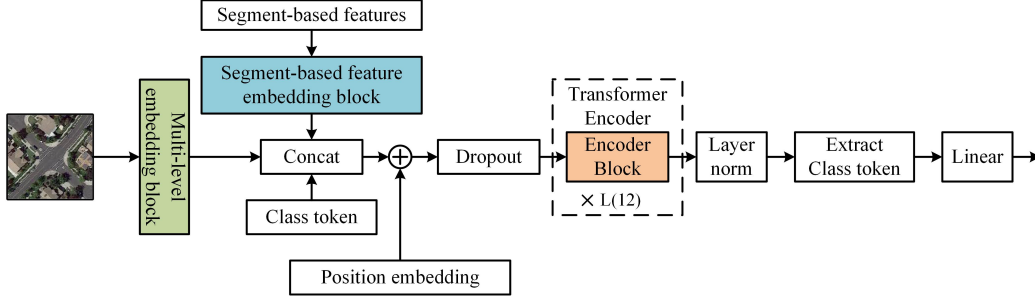 Segment-based features
Segment-based feature
embedding block
Multi-level
embedding block
Concat
Class token
Position embedding
Dropout
Transformer
Encoder
Encoder
Block
× L(12)
Layer
norm
Extract
Class token
Linear